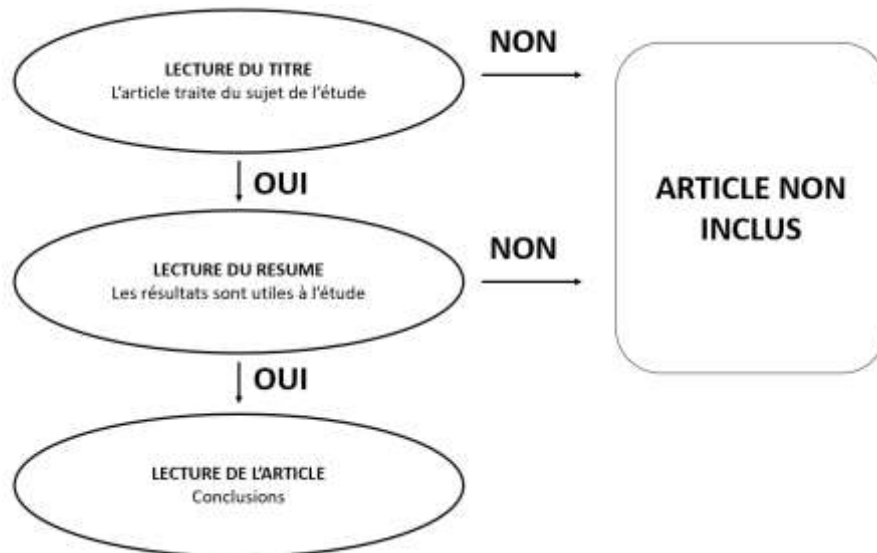 LECTURE DU TITRE
L'article traite du sujet de l'étude
NON
OUI
ARTICLE NON
INCLUS
LECTURE DU RESUME
Les résultats sont utiles à l'étude
NON
OUI
LECTURE DE L'ARTICLE
Conclusions